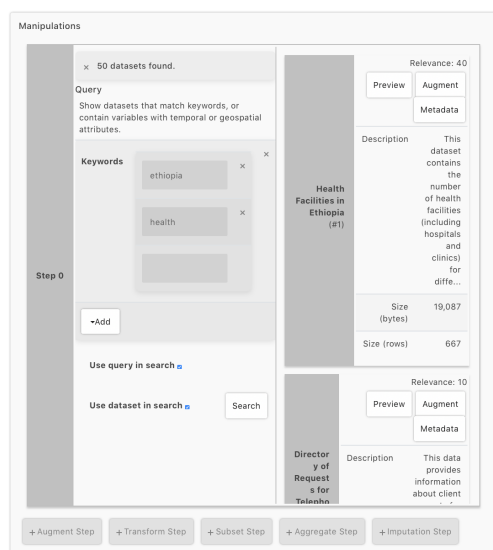 Manipulations
× 50 datasets found.
Query
Show datasets that match keywords, or
contain variables with temporal or geospatial
attributes.
Keywords
×
ethiopia
×
health
×
Step 0
Add
Use query in search
Use dataset in search
Search
Relevance: 40
Preview
Augment
Metadata
Health
Facilities in
Ethiopia
(#1)
Description
This
dataset
contains
the
number
of health
facilities
(including
hospitals
and
clinics)
for
diffe...
Size
(bytes)
19,087
Size (rows)
667
Relevance: 10
Preview
Augment
Metadata
Director
y of
Request
s for
Telepho
Description
This data
provides
information
about client
+ Augment Step
+ Transform Step
+ Subset Step
+ Aggregate Step
+ Imputation Step